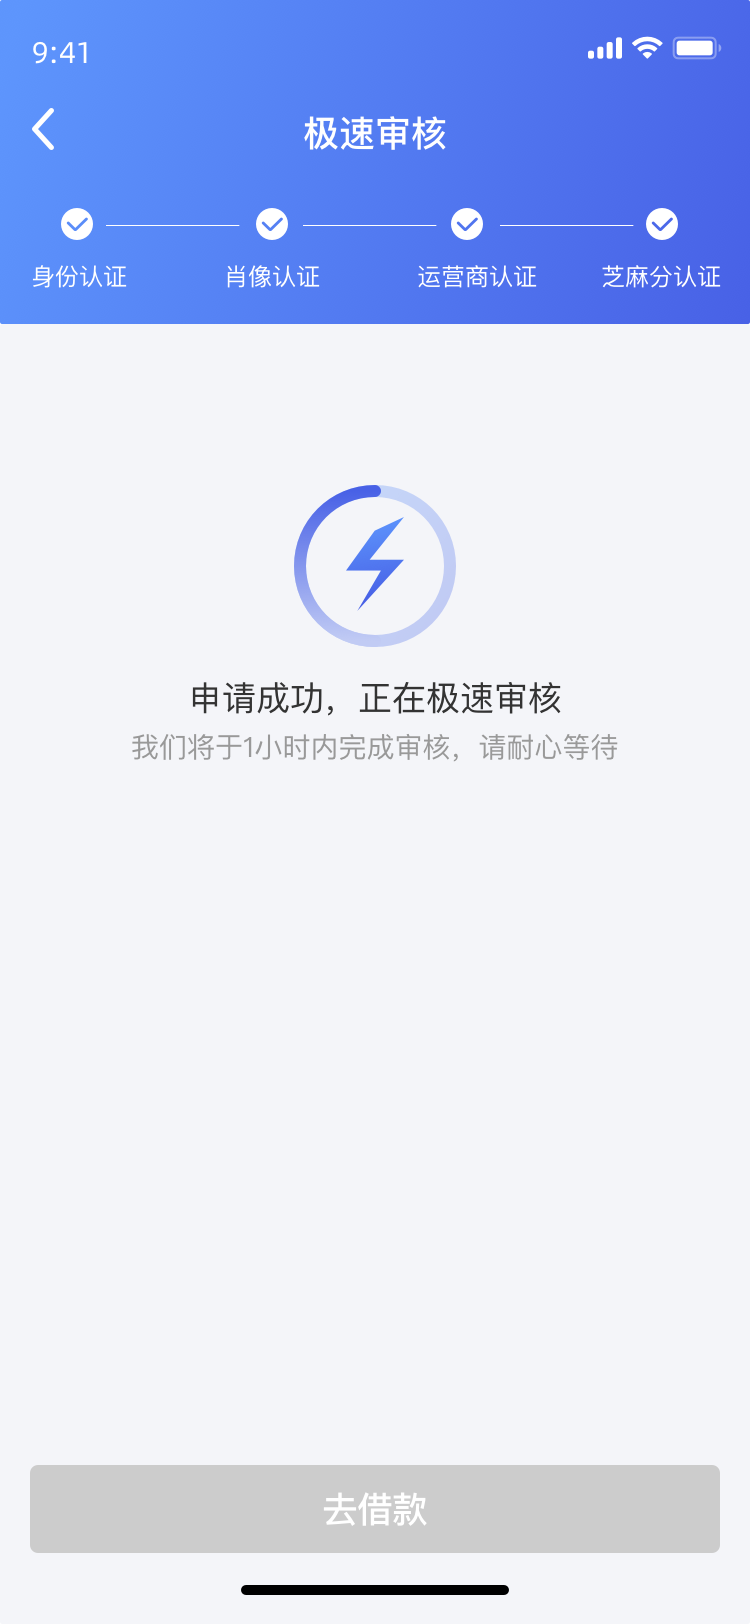 9:41
极速审核
身份认证 肖像认证 运营商认证 芝麻分认证
申请成功，正在极速审核
我们将于1小时内完成审核，请耐心等待
去借款